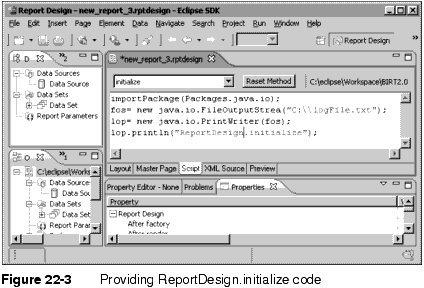 Report Design - new_report_3.rptdesign - Eclipse SDK
File Edit Insert Page Element Data Navigate Search Project Run Window Help
Report Design
D
2
*new_report_3.rptdesign
Data Sources
Data Source
Data Sets
Data Set
Report Parameters
initialize
Reset Method
C:\eclipse\Workspace\BIRT2.0
importPackage(Packages.java.io);
fos= new java.io.FileOutputStrea("C:\\logFile.txt");
lop= new java.io.PrintWriter(fos);
lop.println("ReportDesign.initialize");
Layout Master Page Script XML Source Preview
1
C:\eclipse\Workspace
Data Sources
Data Sou
Data Sets
Data Set
Report Parar
Property Editor - None Problems Properties
Property
Report Design
After factory
After render
Figure 22-3 Providing ReportDesign.initialize code